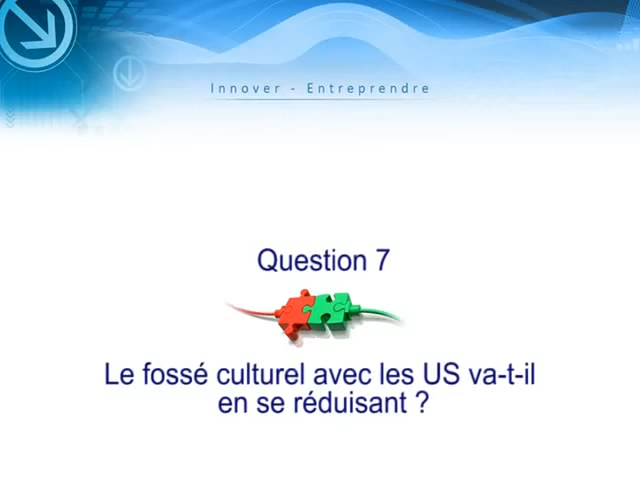 Innover - Entreprendre
Question 7
Le fossé culturel avec les US va-t-il
en se réduisant ?